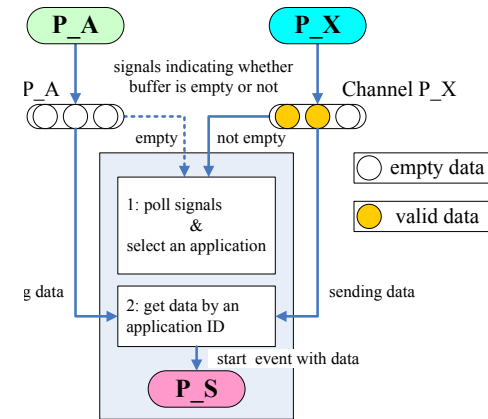 P_A
P_X
signals indicating whether
buffer is empty or not
P_A
Channel P_X
empty
not empty
empty data
valid data
1: poll signals
&
select an application
g data
sending data
2: get data by an
application ID
start event with data
P_S